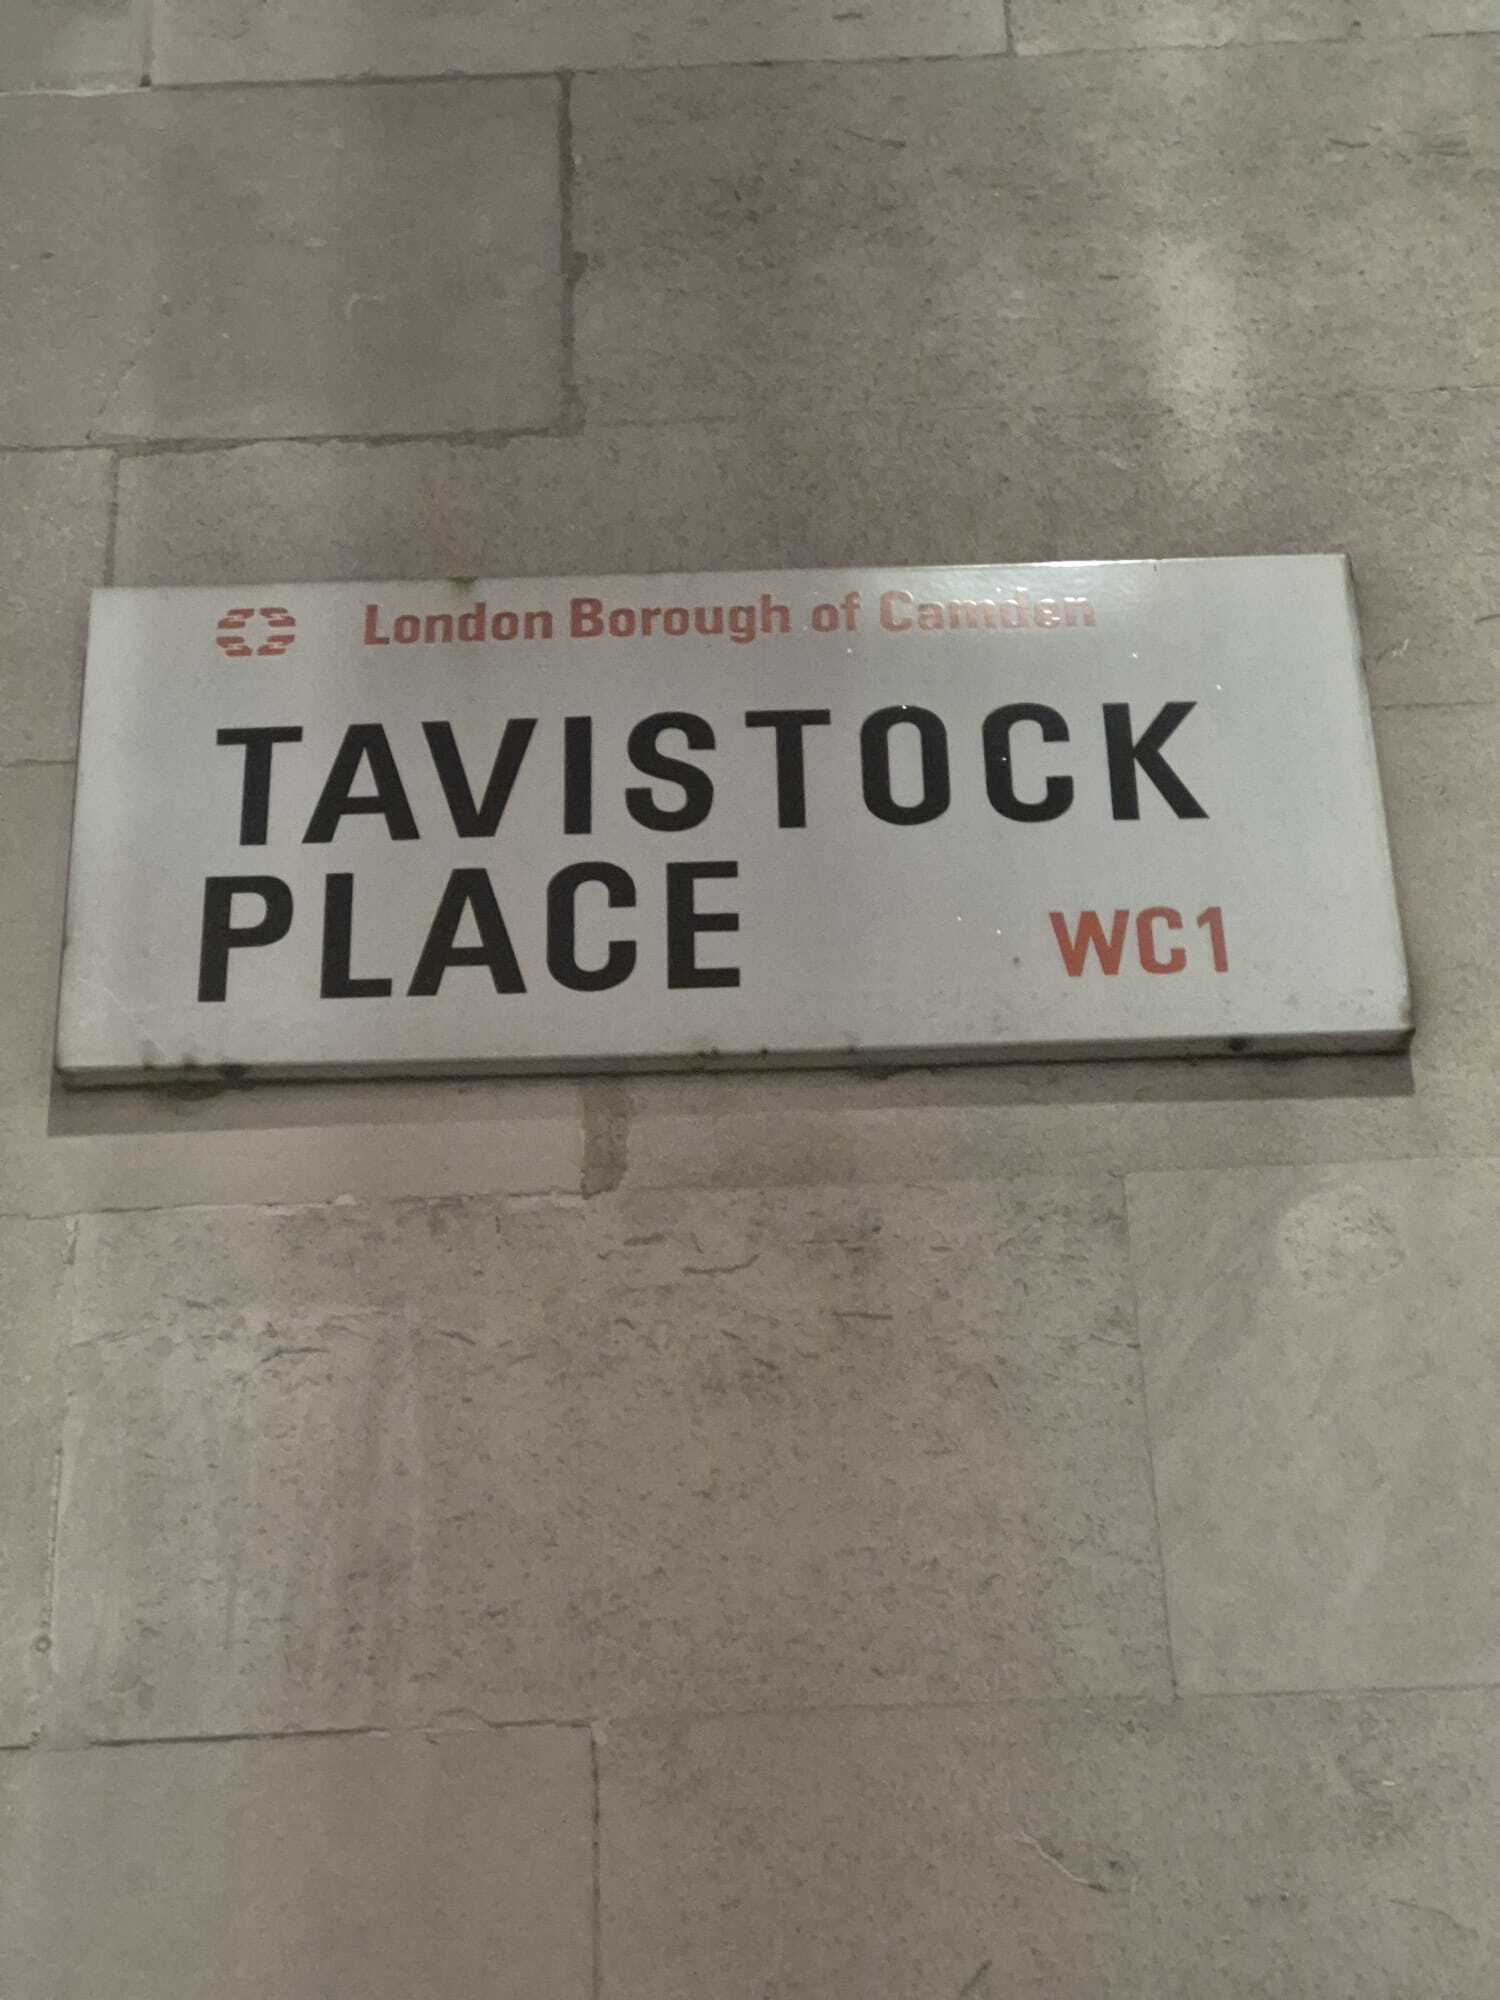 London Borough of Camden
TAVISTOCK
PLACE WC1